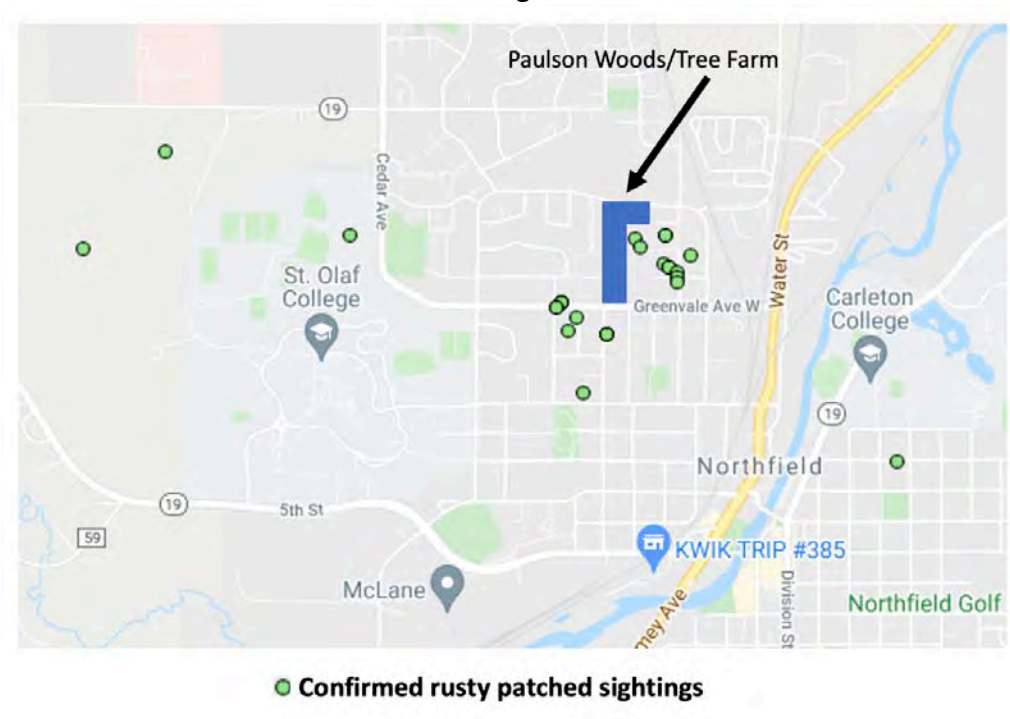 Paulson Woods/Tree Farm
19
Cedar Ave
Water St
St. Olaf
College
Greenvale Ave W
Carleton
College
19
Northfield
19
5th St
59
KWIK TRIP #385
McLane
Division St
Northfield Golf
Confirmed rusty patched sightings